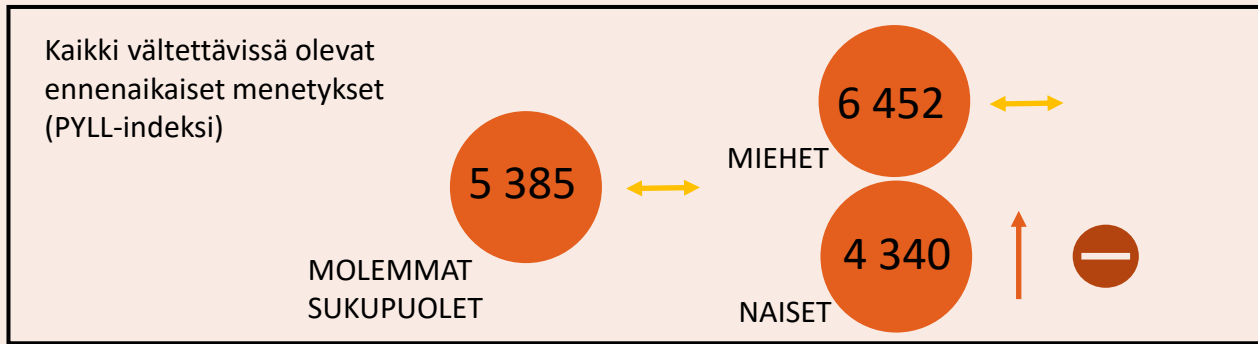 Kaikki vältettävissä olevat
ennenaikaiset menetykset
(PYLL-indeksi)
5 385
MOLEMMAT
SUKUPUOLET
6 452
MIEHET
4 340
NAISET